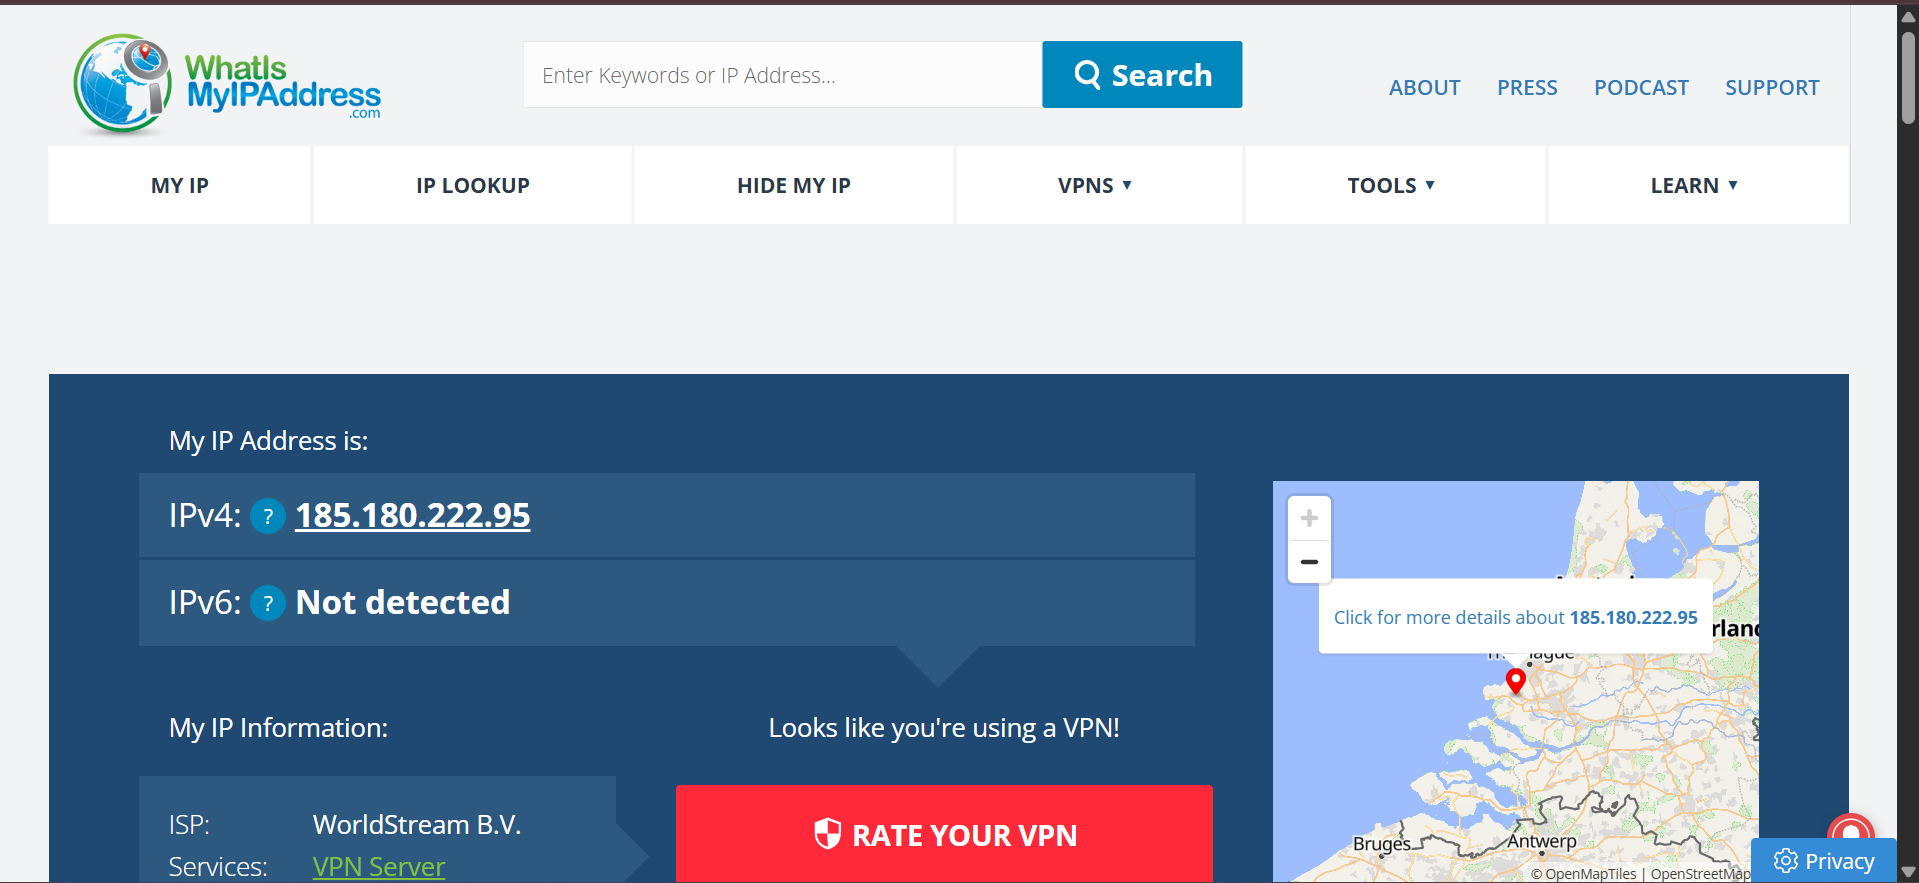 WhatIs
MyIPAddress
.com
Enter Keywords or IP Address...
Search
ABOUT PRESS PODCAST SUPPORT
MY IP IP LOOKUP HIDE MY IP VPNS ▼ TOOLS ▼ LEARN ▼
My IP Address is:
IPv4: ? 185.180.222.95
IPv6: ? Not detected
+
−
Click for more details about 185.180.222.95
My IP Information:
Looks like you're using a VPN!
ISP: WorldStream B.V.
Services: VPN Server
RATE YOUR VPN
Bruges
Antwerp
© OpenMapTiles | OpenStreetMap
Privacy